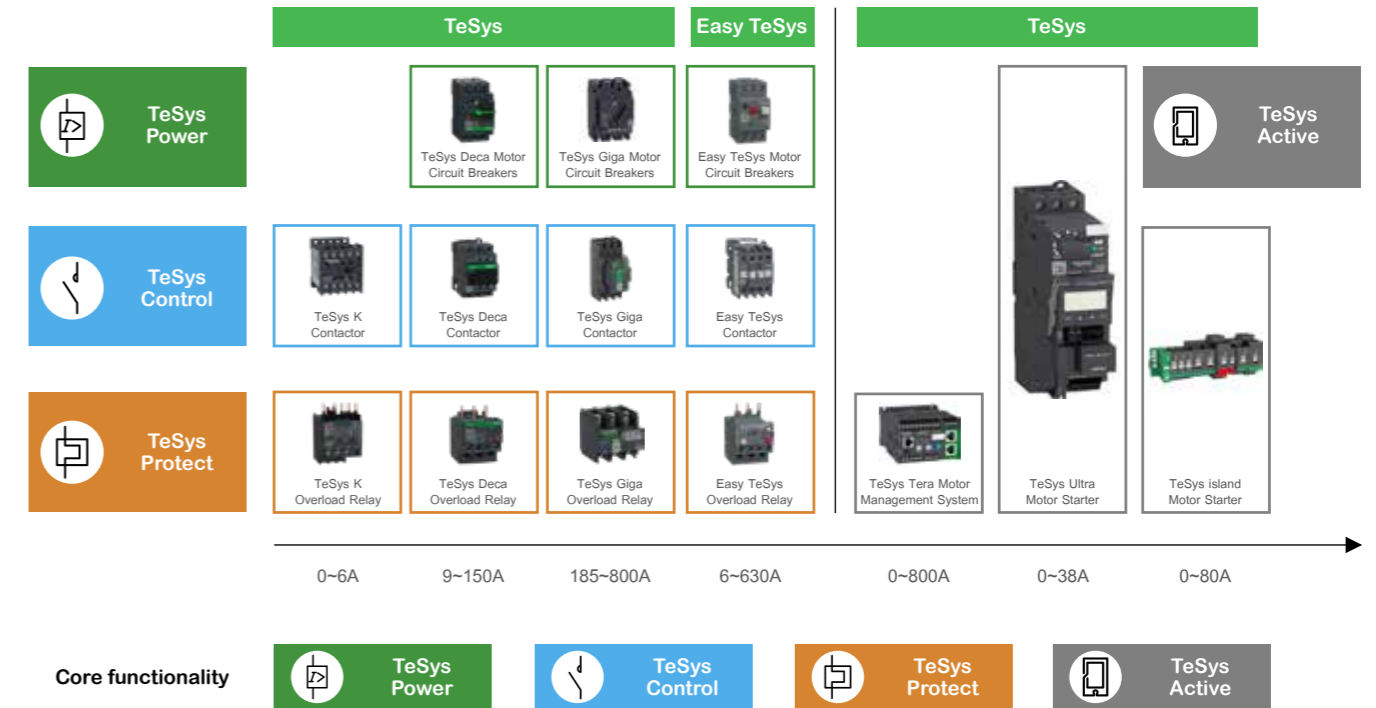 TeSys
Easy TeSys
TeSys
TeSys
Power
TeSys Deca Motor
Circuit Breakers
TeSys Giga Motor
Circuit Breakers
Easy TeSys Motor
Circuit Breakers
TeSys
Active
TeSys
Control
TeSys K
Contactor
TeSys Deca
Contactor
TeSys Giga
Contactor
Easy TeSys
Contactor
TeSys
Protect
TeSys K
Overload Relay
TeSys Deca
Overload Relay
TeSys Giga
Overload Relay
Easy TeSys
Overload Relay
TeSys Tera Motor
Management System
TeSys Ultra
Motor Starter
TeSys island
Motor Starter
0~6A
9~150A
185~800A
6~630A
0~800A
0~38A
0~80A
Core functionality
TeSys
Power
TeSys
Control
TeSys
Protect
TeSys
Active